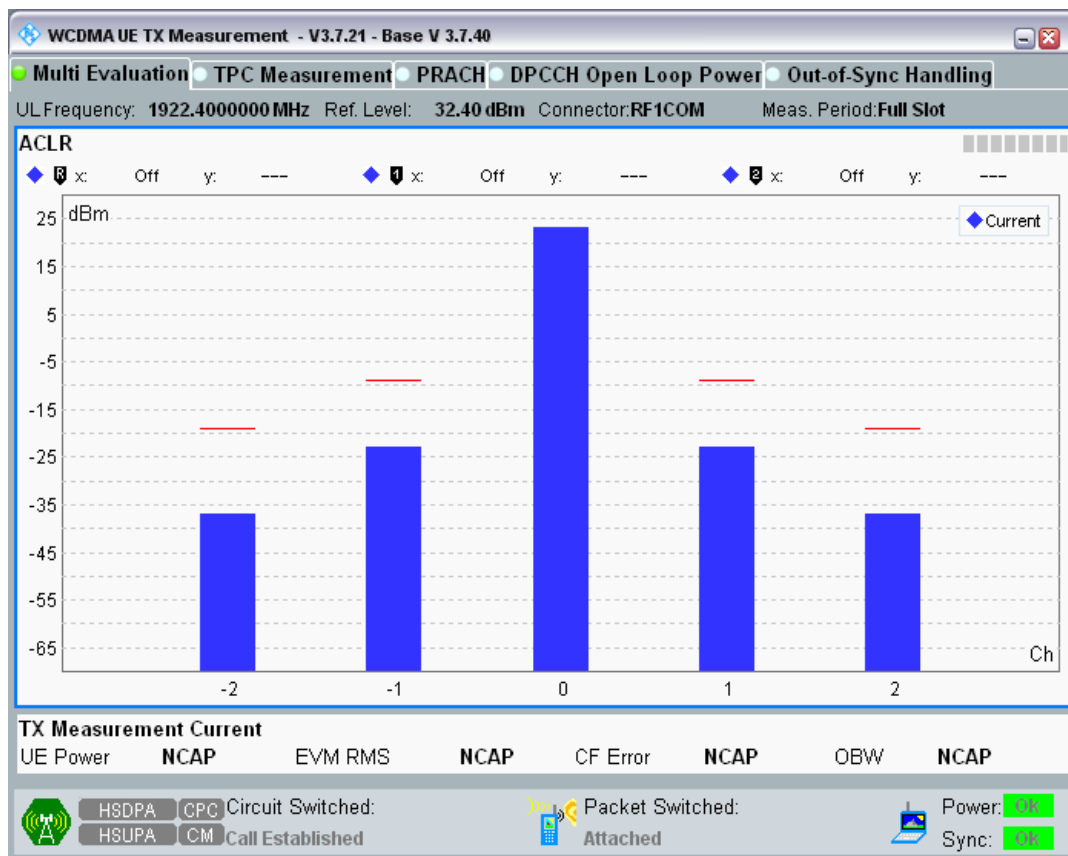 WCDMA UE TX Measurement - V3.7.21 - Base V 3.7.40
Multi Evaluation TPC Measurement PRACH DPCCH Open Loop Power Out-of-Sync Handling
UL Frequency: 1922.4000000 MHz Ref. Level: 32.40 dBm Connector:RF1COM Meas. Period:Full Slot
ACLR
R x: Off y: --- 1 x: Off y: --- 2 x: Off y: ---
dBm
Current
25
15
5
-5
-15
-25
-35
-45
-55
-65
Ch
-2 -1 0 1 2
TX Measurement Current
UE Power NCAP EVM RMS NCAP CF Error NCAP OBW NCAP
HSDPA CPC Circuit Switched: Packet Switched: Power: Ok
HSUPA CM Call Established Attached Sync: Ok